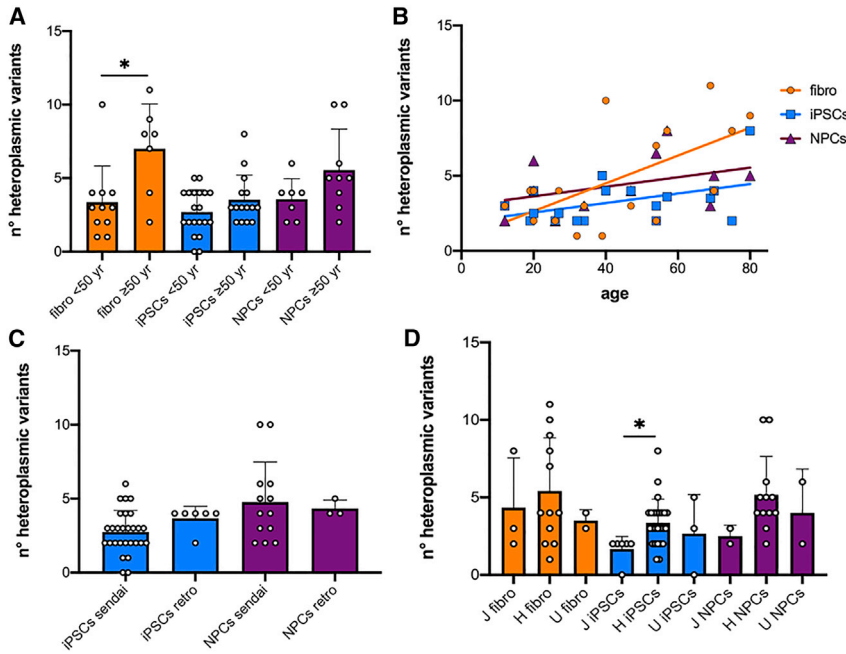 A
n° heteroplasmic variants
15
10
5
0
*
fibro <50 yr
fibro ≥50 yr
iPSCs <50 yr
iPSCs ≥50 yr
NPCs <50 yr
NPCs ≥50 yr
B
n° heteroplasmic variants
15
10
5
0
0
20
40
60
80
age
fibro
iPSCs
NPCs
C
n° heteroplasmic variants
15
10
5
0
iPSCs sendai
iPSCs retro
NPCs sendai
NPCs retro
D
n° heteroplasmic variants
15
10
5
0
*
J fibro
H fibro
U fibro
J iPSCs
H iPSCs
U iPSCs
J NPCs
H NPCs
U NPCs